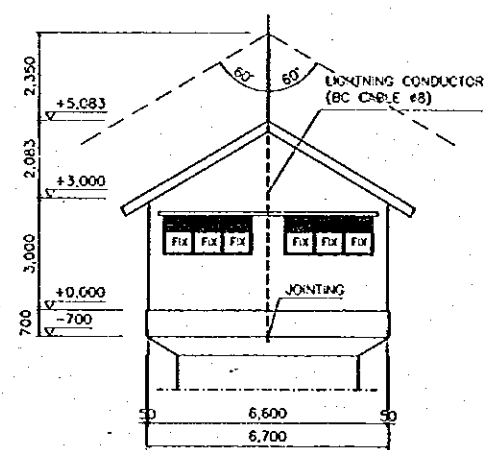 60° 60°
LIGHTNING CONDUCTOR
(BC CABLE #8)
2,350
+5,083
2,083
+3,000
3,000
FIX FIX FIX FIX FIX FIX
+0,000
JOINTING
700
-700
50 6,600 50
6,700